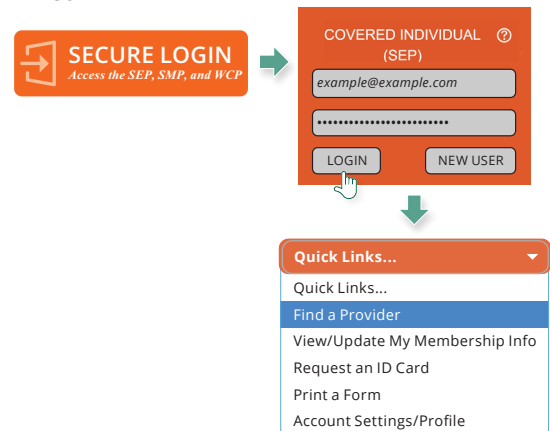 SECURE LOGIN
Access the SEP, SMP, and WCP
COVERED INDIVIDUAL ?
(SEP)
example@example.com
••••••••••••••••••••••••
LOGIN
NEW USER
Quick Links...
Quick Links...
Find a Provider
View/Update My Membership Info
Request an ID Card
Print a Form
Account Settings/Profile